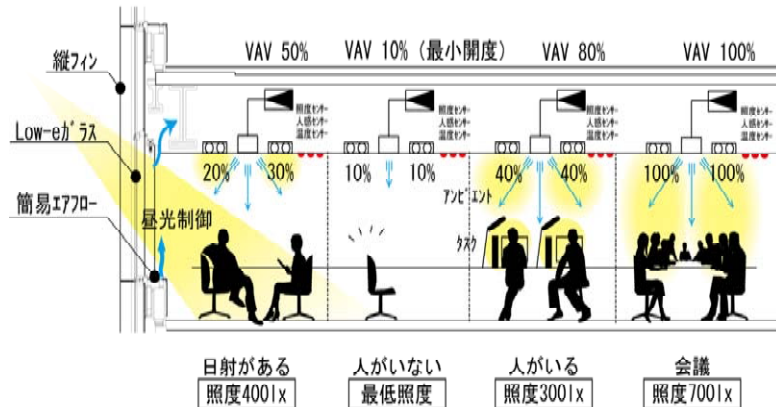 VAV 50%
VAV 10% (最小開度)
VAV 80%
VAV 100%
縦フィン
Low-eガラス
簡易エアフロー
昼光制御
照度センサー
人感センサー
温度センサー
照度センサー
人感センサー
温度センサー
照度センサー
人感センサー
温度センサー
照度センサー
人感センサー
温度センサー
20%
30%
10%
10%
40%
40%
100%
100%
アンビエント
タスク
日射がある
照度400lx
人がいない
最低照度
人がいる
照度300lx
会議
照度700lx